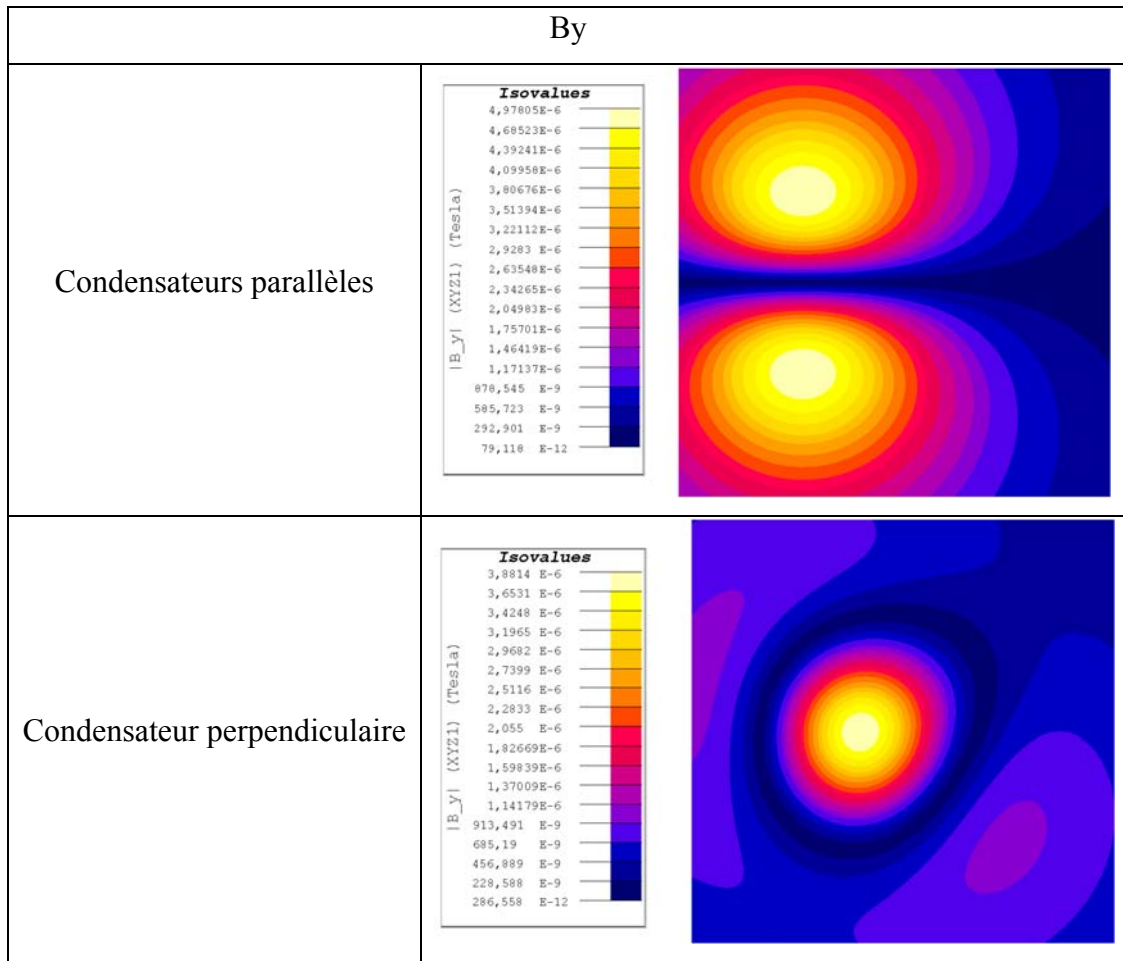 By
Condensateurs parallèles
Isovalues
4,97805E-6
4,68523E-6
4,39241E-6
4,09958E-6
3,80676E-6
3,51394E-6
3,22112E-6
2,9283 E-6
2,63548E-6
2,34265E-6
2,04983E-6
1,75701E-6
1,46419E-6
1,17137E-6
878,545 E-9
585,723 E-9
292,901 E-9
79,118 E-12
|B_y| (XYZ1) (Tesla)
Condensateur perpendiculaire
Isovalues
3,8814 E-6
3,6531 E-6
3,4248 E-6
3,1965 E-6
2,9682 E-6
2,7399 E-6
2,5116 E-6
2,2833 E-6
2,055 E-6
1,82669E-6
1,59839E-6
1,37009E-6
1,14179E-6
913,491 E-9
685,19 E-9
456,889 E-9
228,588 E-9
286,558 E-12
|B_y| (XYZ1) (Tesla)